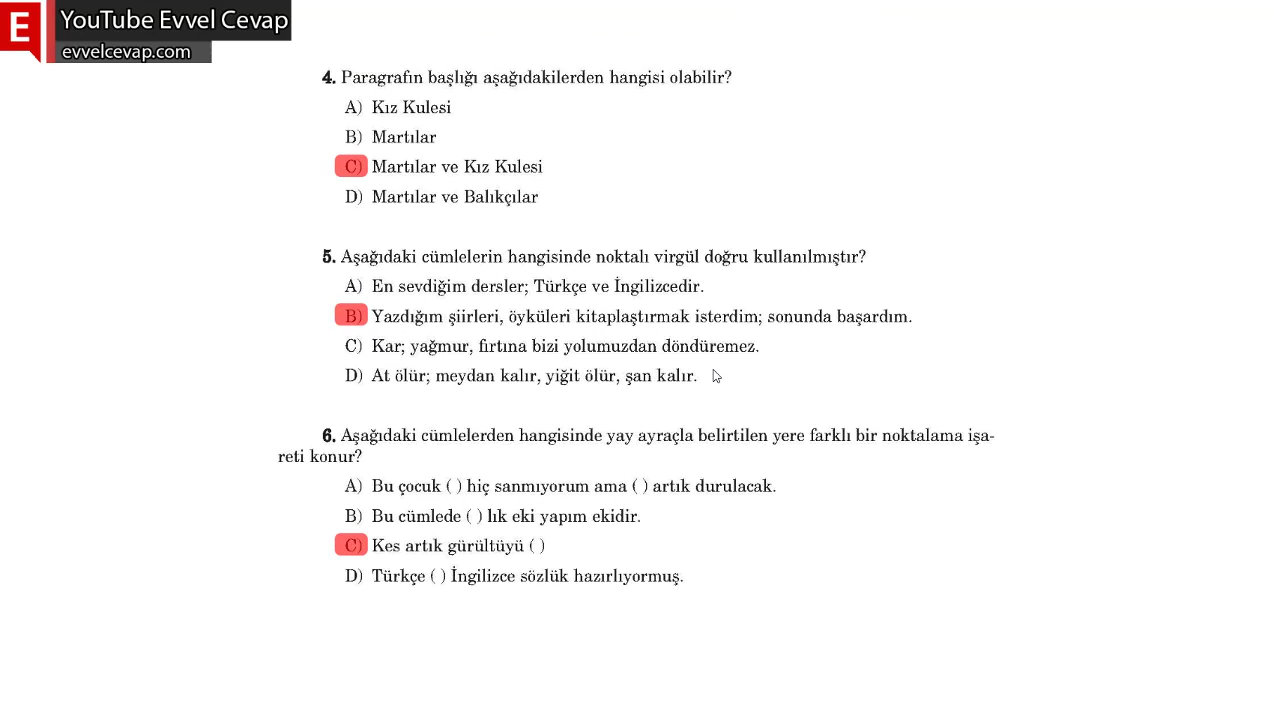 E YouTube Evvel Cevap
evvelcevap.com
4. Paragrafın başlığı aşağıdakilerden hangisi olabilir?
A) Kız Kulesi
B) Martılar
C) Martılar ve Kız Kulesi
D) Martılar ve Balıkçılar
5. Aşağıdaki cümlelerin hangisinde noktalı virgül doğru kullanılmıştır?
A) En sevdiğim dersler; Türkçe ve İngilizcedir.
B) Yazdığım şiirleri, öyküleri kitaplaştırmak isterdim; sonunda başardım.
C) Kar; yağmur, fırtına bizi yolumuzdan döndüremez.
D) At ölür; meydan kalır, yiğit ölür, şan kalır.
6. Aşağıdaki cümlelerden hangisinde yay ayraçla belirtilen yere farklı bir noktalama işa-
reti konur?
A) Bu çocuk ( ) hiç sanmıyorum ama ( ) artık durulacak.
B) Bu cümlede ( ) lık eki yapım ekidir.
C) Kes artık gürültüyü ( )
D) Türkçe ( ) İngilizce sözlük hazırlıyormuş.